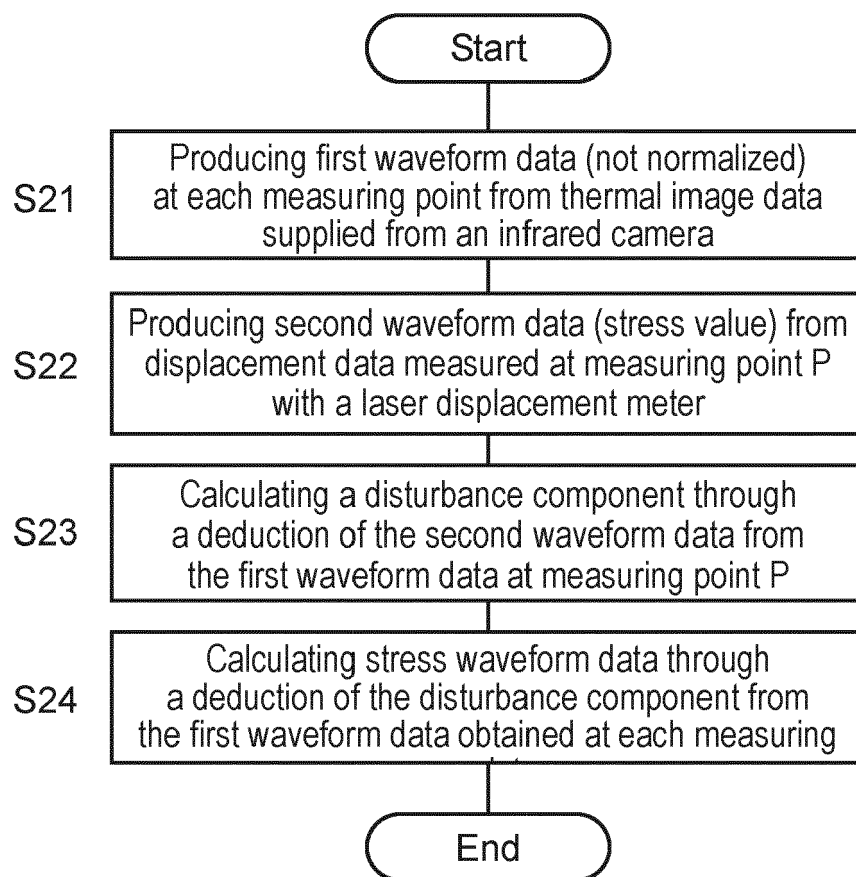 Start
S21
Producing first waveform data (not normalized)
at each measuring point from thermal image data
supplied from an infrared camera
S22
Producing second waveform data (stress value) from
displacement data measured at measuring point P
with a laser displacement meter
S23
Calculating a disturbance component through
a deduction of the second waveform data from
the first waveform data at measuring point P
S24
Calculating stress waveform data through
a deduction of the disturbance component from
the first waveform data obtained at each measuring
End